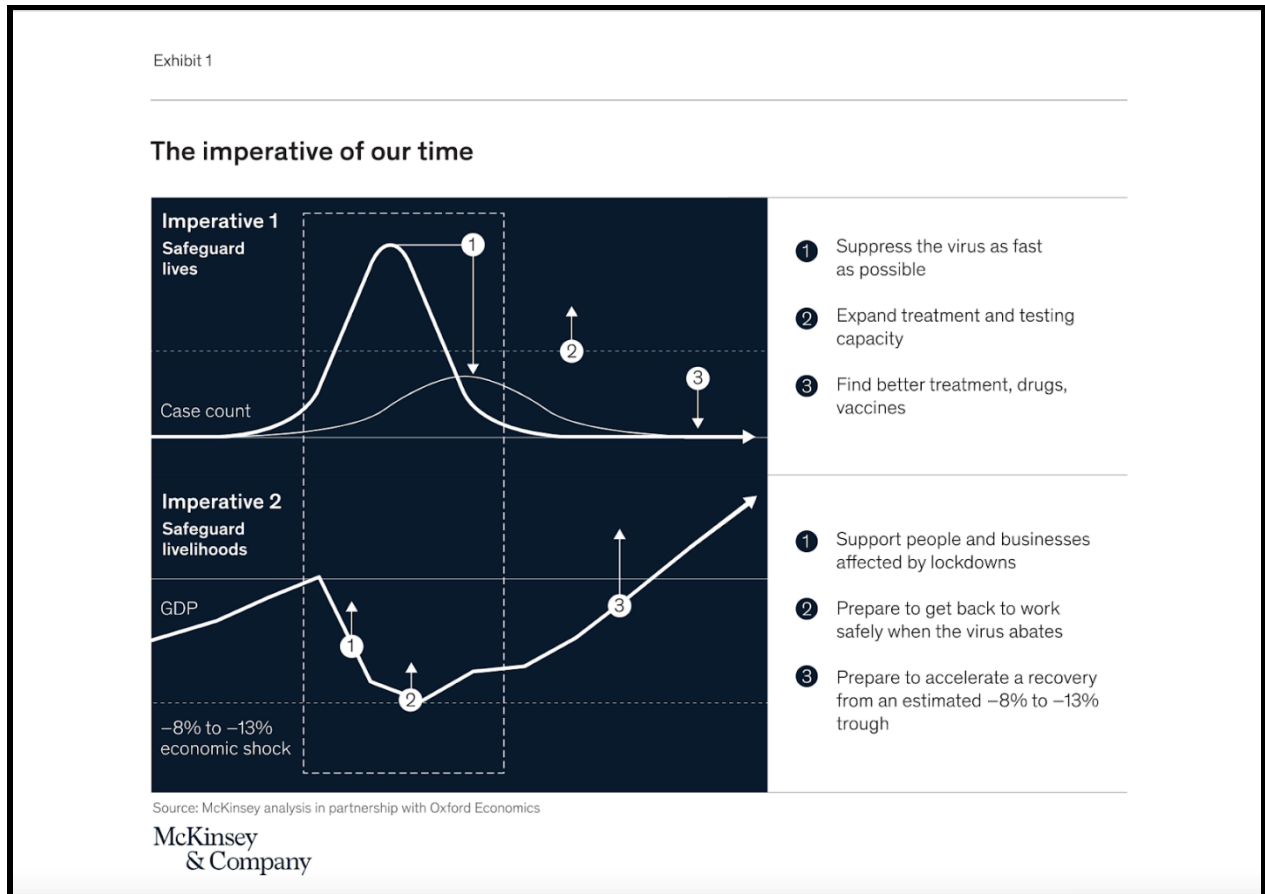 Exhibit 1
The imperative of our time
Imperative 1
Safeguard
lives
1
2
3
Case count
1 Suppress the virus as fast
as possible
2 Expand treatment and testing
capacity
3 Find better treatment, drugs,
vaccines
Imperative 2
Safeguard
livelihoods
GDP
1
2
3
–8% to –13%
economic shock
1 Support people and businesses
affected by lockdowns
2 Prepare to get back to work
safely when the virus abates
3 Prepare to accelerate a recovery
from an estimated –8% to –13%
trough
Source: McKinsey analysis in partnership with Oxford Economics
McKinsey
& Company